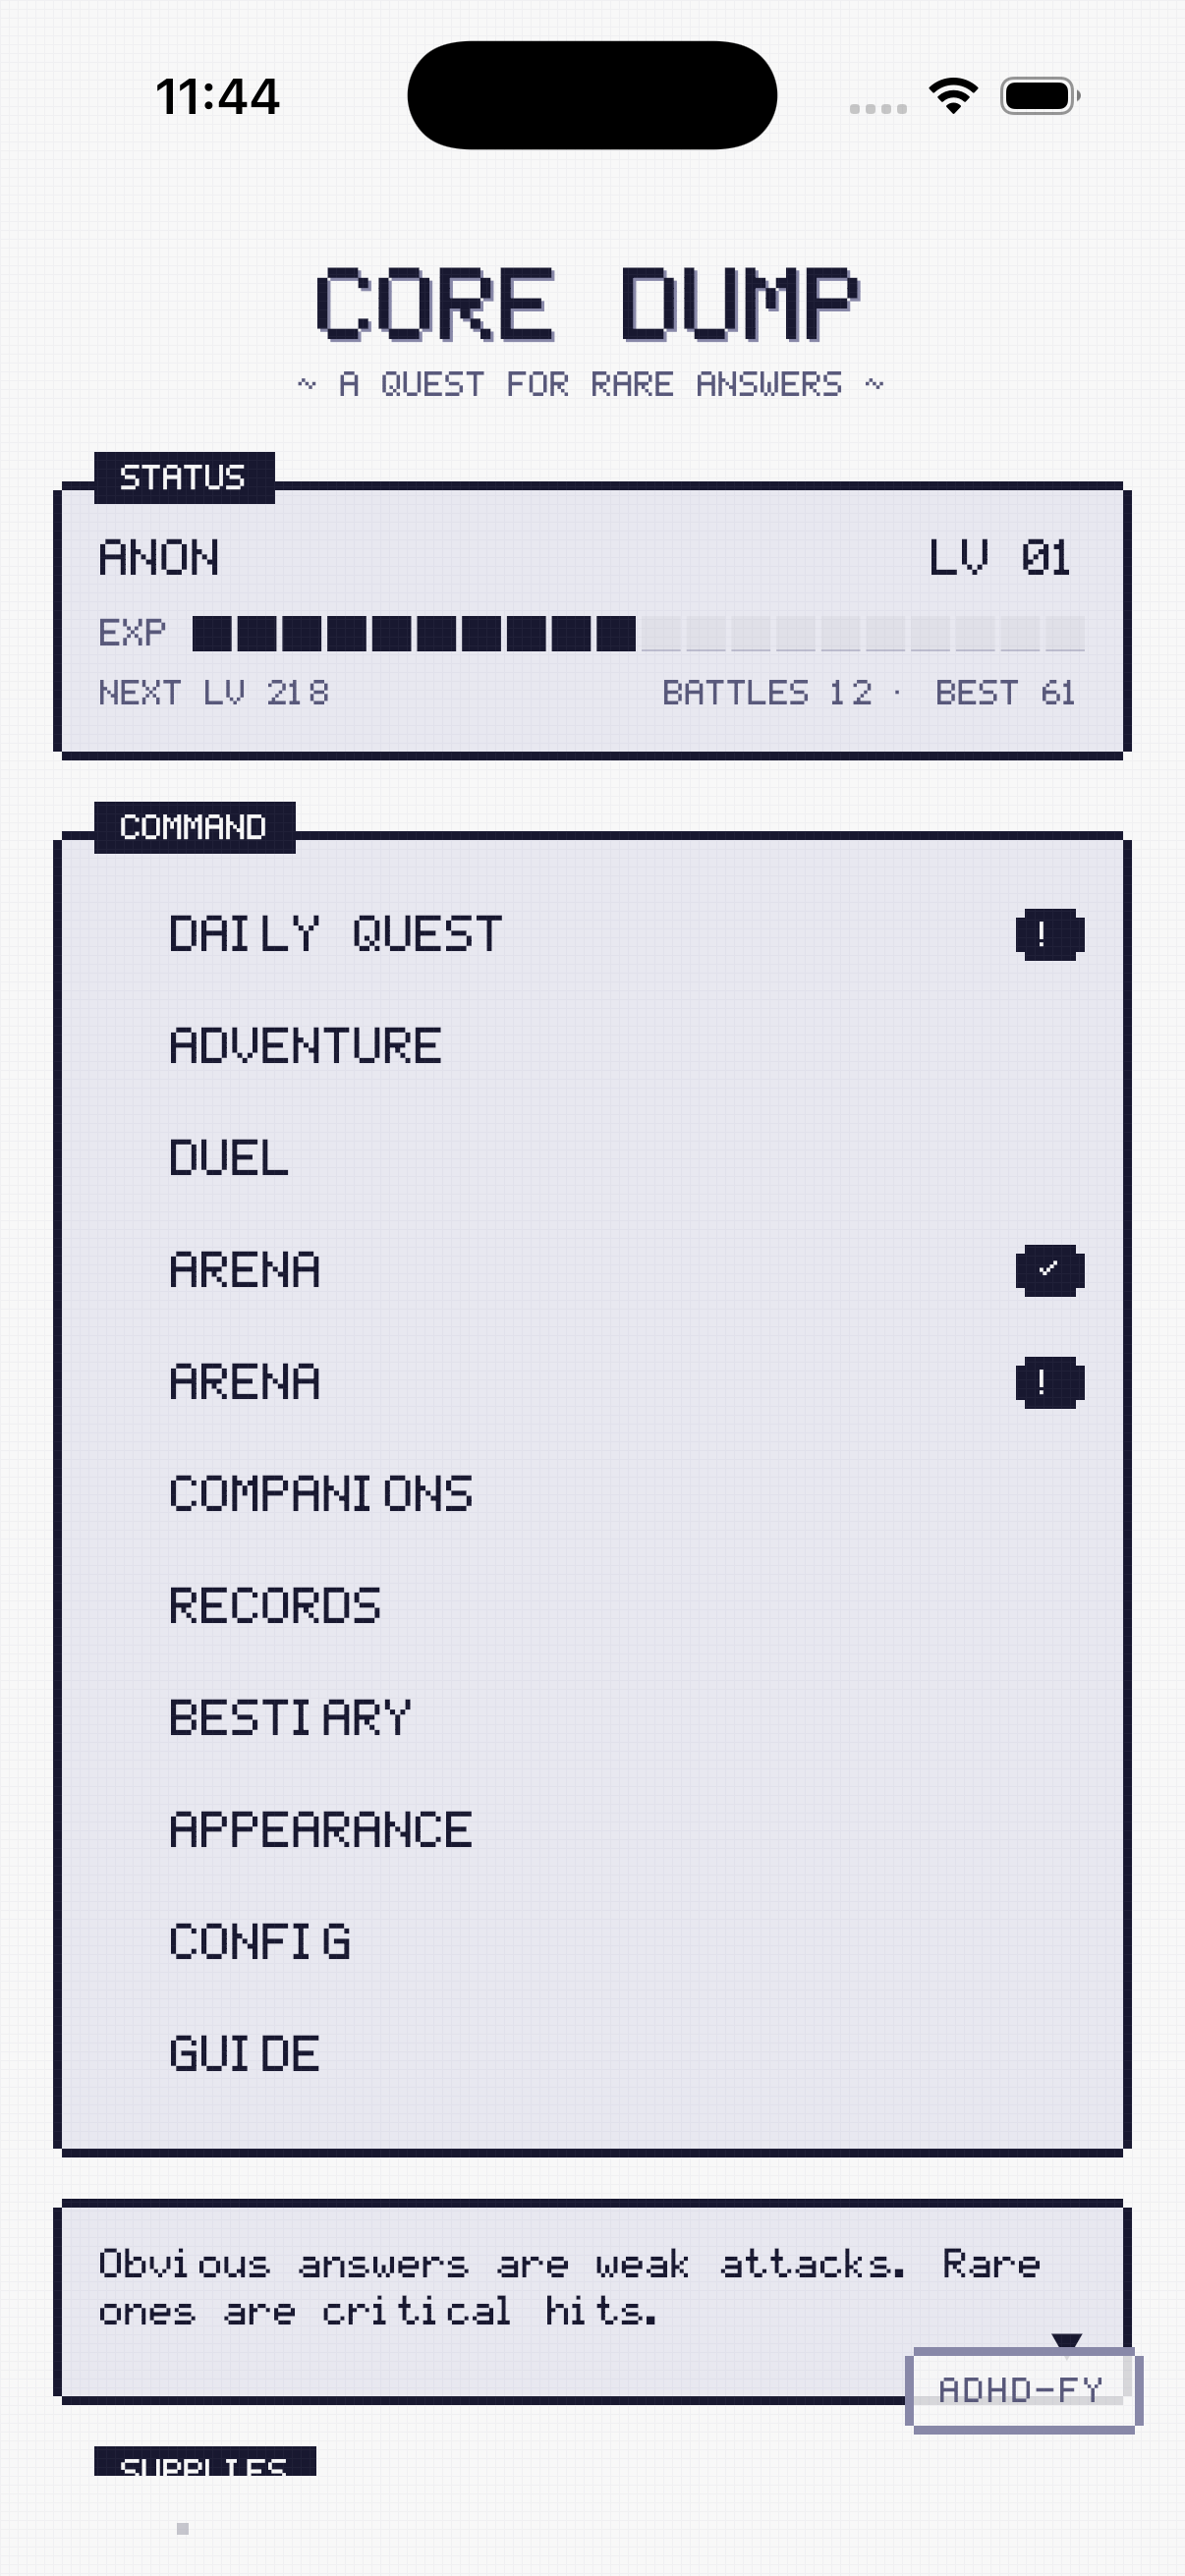 11:44
CORE DUMP
~ A QUEST FOR RARE ANSWERS ~
STATUS
ANON LV 01
EXP
NEXT LV 218 BATTLES 12 · BEST 61
COMMAND
DAILY QUEST !
ADVENTURE
DUEL
ARENA ✓
ARENA !
COMPANIONS
RECORDS
BESTIARY
APPEARANCE
CONFIG
GUIDE
Obvious answers are weak attacks. Rare
ones are critical hits.
ADHD-FY
SUPPLIES